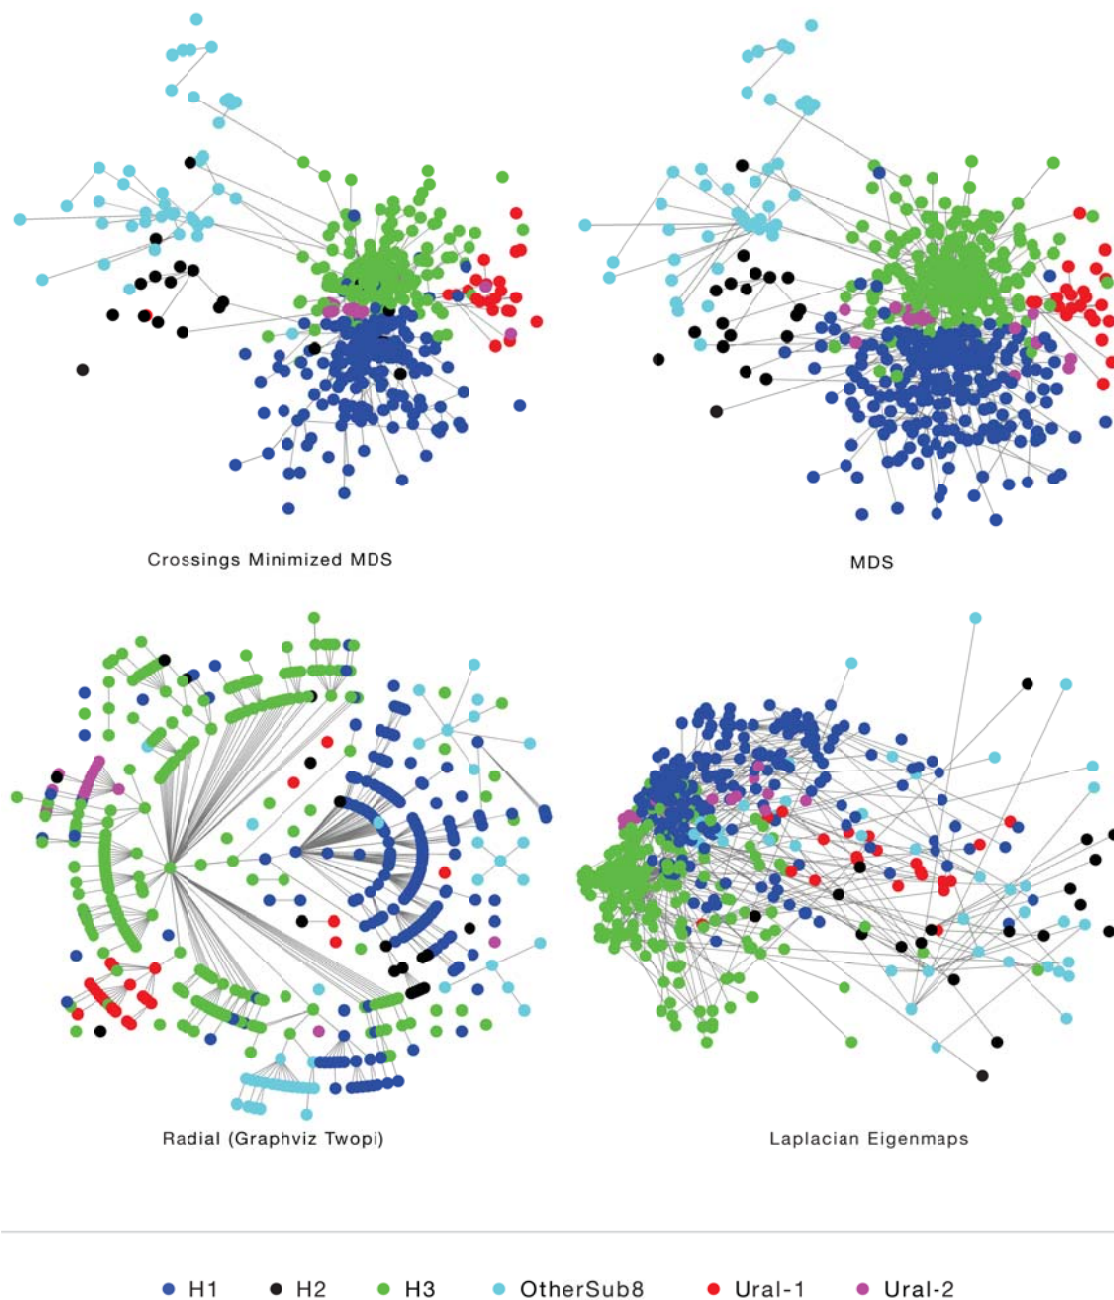 Crossings Minimized MDS
MDS
Radial (Graphviz Twopi)
Laplacian Eigenmaps
H1 H2 H3 OtherSub8 Ural-1 Ural-2